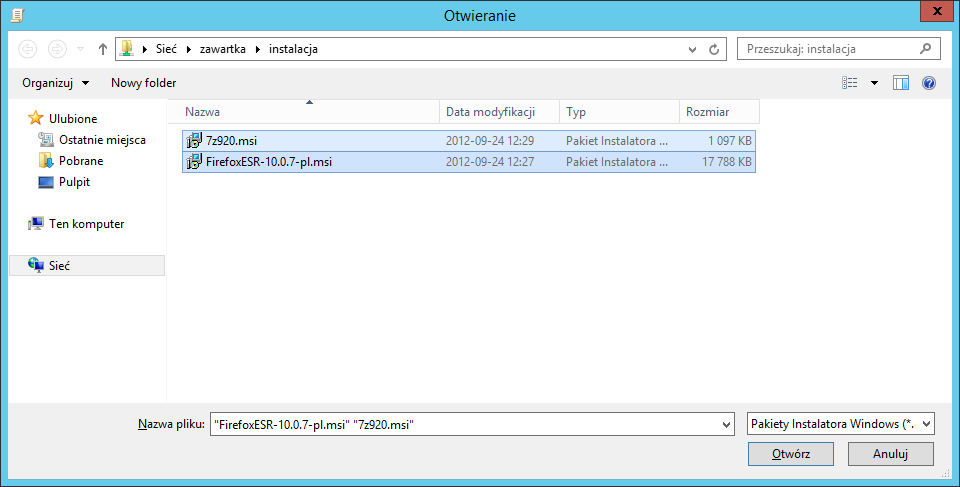 Otwieranie
Sieć zawartka instalacja
Przeszukaj: instalacja
Organizuj Nowy folder
Ulubione
Ostatnie miejsca
Pobrane
Pulpit
Ten komputer
Sieć
Nazwa Data modyfikacji Typ Rozmiar
7z920.msi 2012-09-24 12:29 Pakiet Instalatora ... 1 097 KB
FirefoxESR-10.0.7-pl.msi 2012-09-24 12:27 Pakiet Instalatora ... 17 788 KB
Nazwa pliku: "FirefoxESR-10.0.7-pl.msi" "7z920.msi" Pakiety Instalatora Windows (*.
Otwórz Anuluj